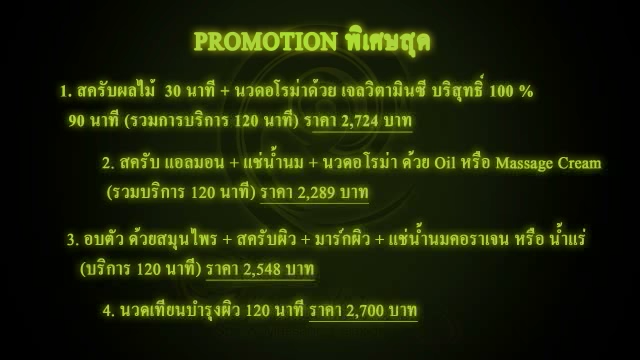 PROMOTION พิเศษสุด
1. สครับผลไม้ 30 นาที + นวดอโรม่าด้วย เจลวิตามินซี บริสุทธิ์ 100 %
90 นาที (รวมการบริการ 120 นาที) ราคา 2,724 บาท
2. สครับ แอลมอน + แช่น้ำนม + นวดอโรม่า ด้วย Oil หรือ Massage Cream
(รวมบริการ 120 นาที) ราคา 2,289 บาท
3. อบตัว ด้วยสมุนไพร + สครับผิว + มาร์กผิว + แช่น้ำนมคอราเจน หรือ น้ำแร่
(บริการ 120 นาที) ราคา 2,548 บาท
4. นวดเทียนบำรุงผิว 120 นาที ราคา 2,700 บาท